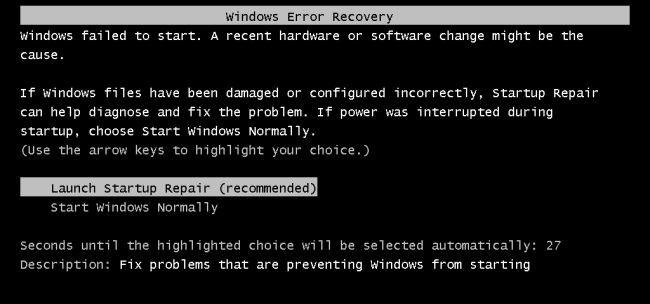 Windows Error Recovery
Windows failed to start. A recent hardware or software change might be the
cause.
If Windows files have been damaged or configured incorrectly, Startup Repair
can help diagnose and fix the problem. If power was interrupted during
startup, choose Start Windows Normally.
(Use the arrow keys to highlight your choice.)
Launch Startup Repair (recommended)
Start Windows Normally
Seconds until the highlighted choice will be selected automatically: 27
Description: Fix problems that are preventing Windows from starting